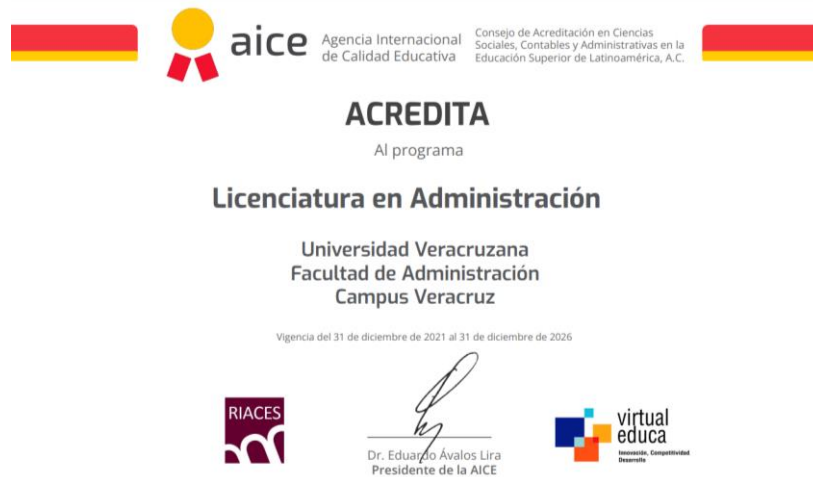 aice
Agencia Internacional
de Calidad Educativa
Consejo de Acreditación en Ciencias
Sociales, Contables y Administrativas en la
Educación Superior de Latinoamérica, A.C.
ACREDITA
Al programa
Licenciatura en Administración
Universidad Veracruzana
Facultad de Administración
Campus Veracruz
Vigencia del 31 de diciembre de 2021 al 31 de diciembre de 2026
RIACES
Dr. Eduardo Ávalos Lira
Presidente de la AICE
virtual
educa
Innovación, Competitividad
Desarrollo